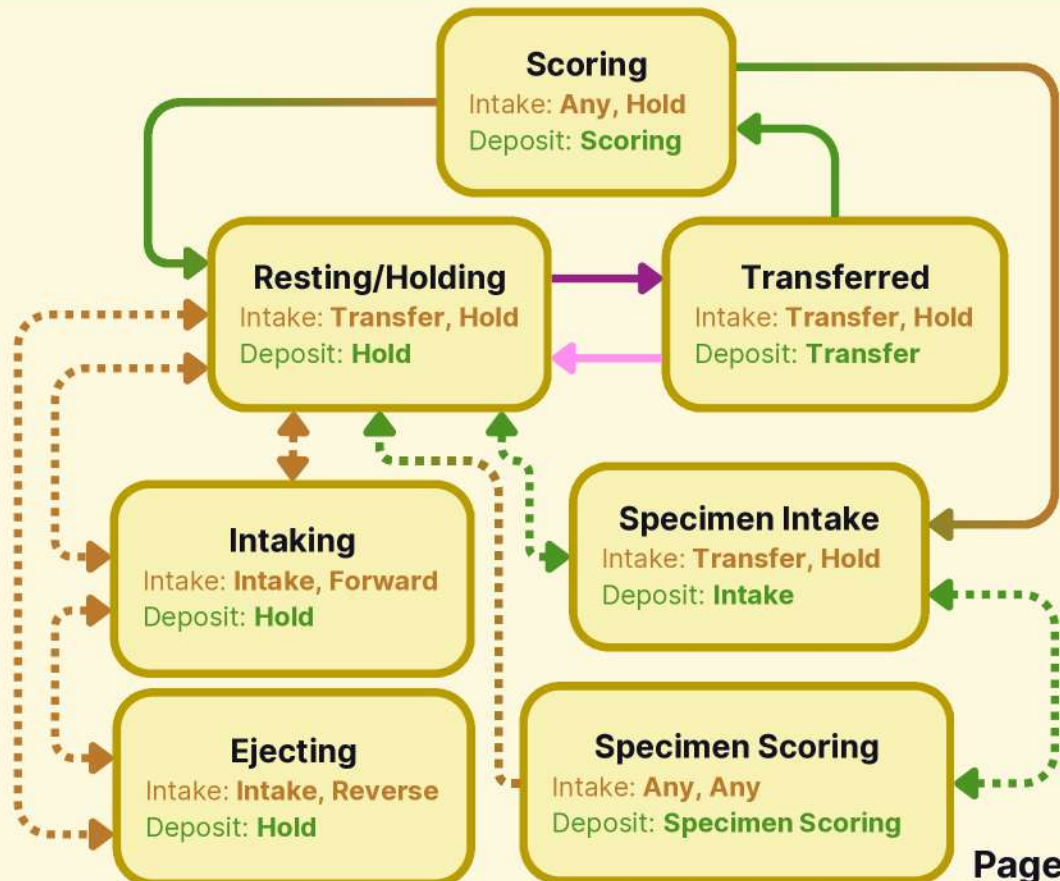 Scoring
Intake: Any, Hold
Deposit: Scoring
Resting/Holding
Intake: Transfer, Hold
Deposit: Hold
Transferred
Intake: Transfer, Hold
Deposit: Transfer
Intaking
Intake: Intake, Forward
Deposit: Hold
Specimen Intake
Intake: Transfer, Hold
Deposit: Intake
Ejecting
Intake: Intake, Reverse
Deposit: Hold
Specimen Scoring
Intake: Any, Any
Deposit: Specimen Scoring
Page